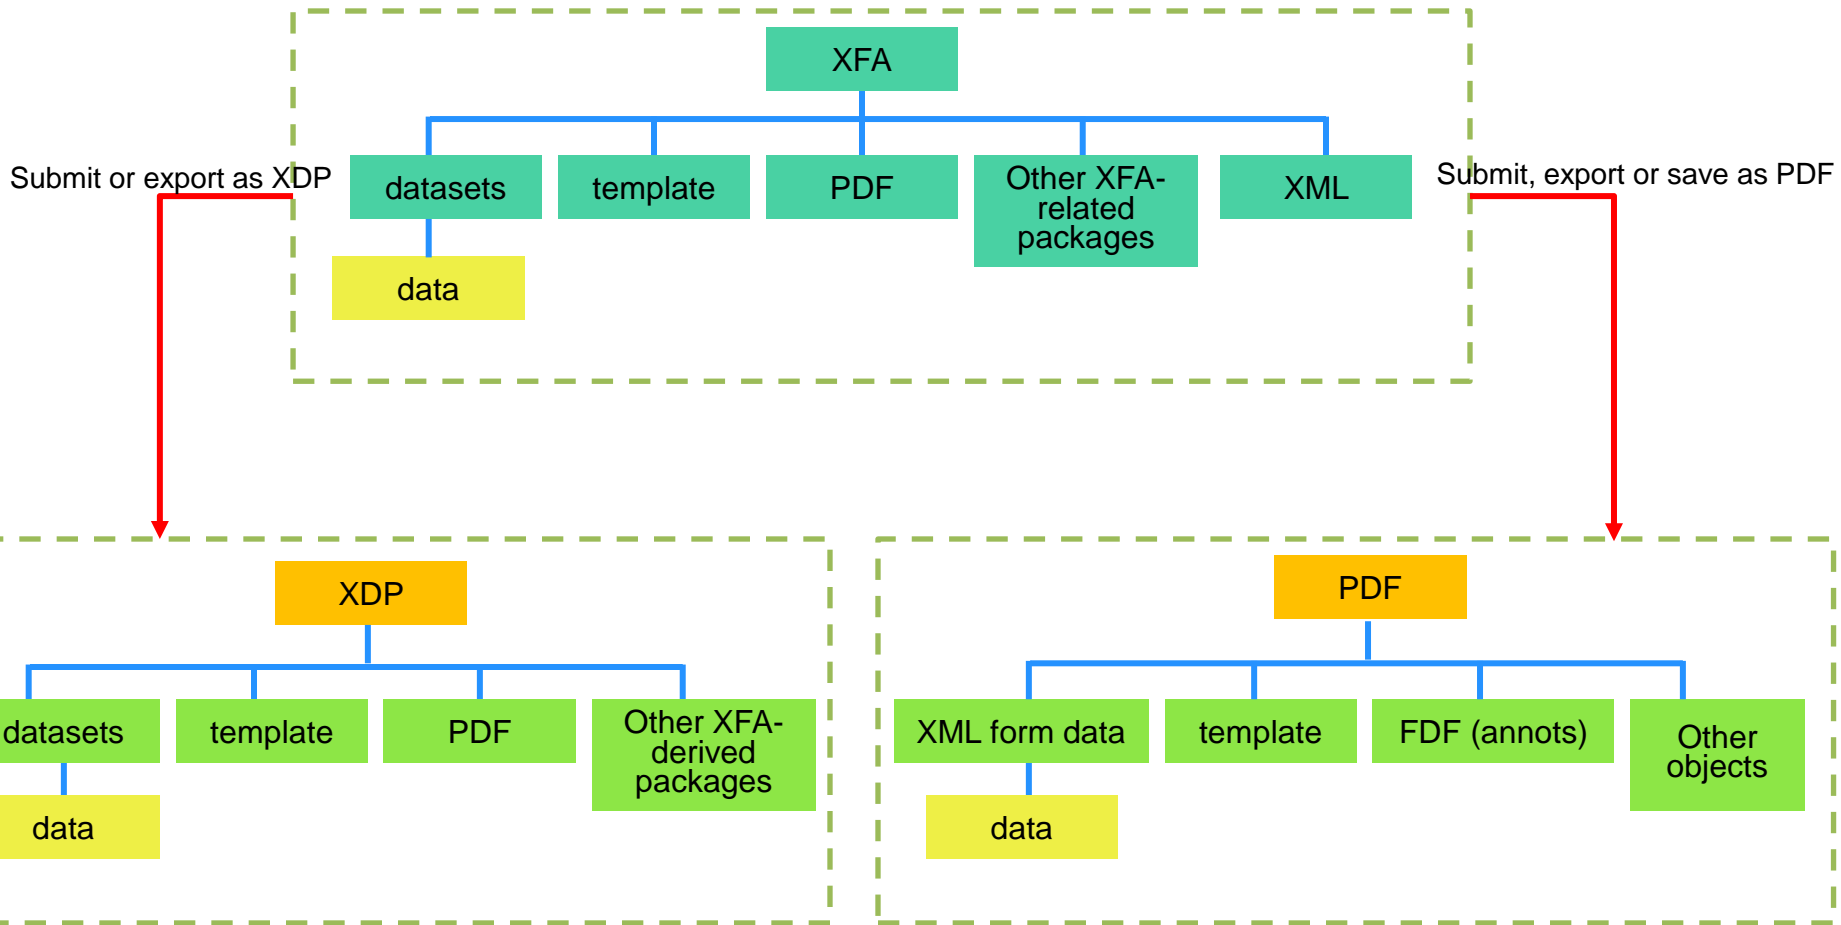 XFA
Submit or export as XDP
datasets
template
PDF
Other XFA-
related
packages
XML
Submit, export or save as PDF
data
XDP
datasets
template
PDF
Other XFA-
derived
packages
data
PDF
XML form data
template
FDF (annots)
Other
objects
data